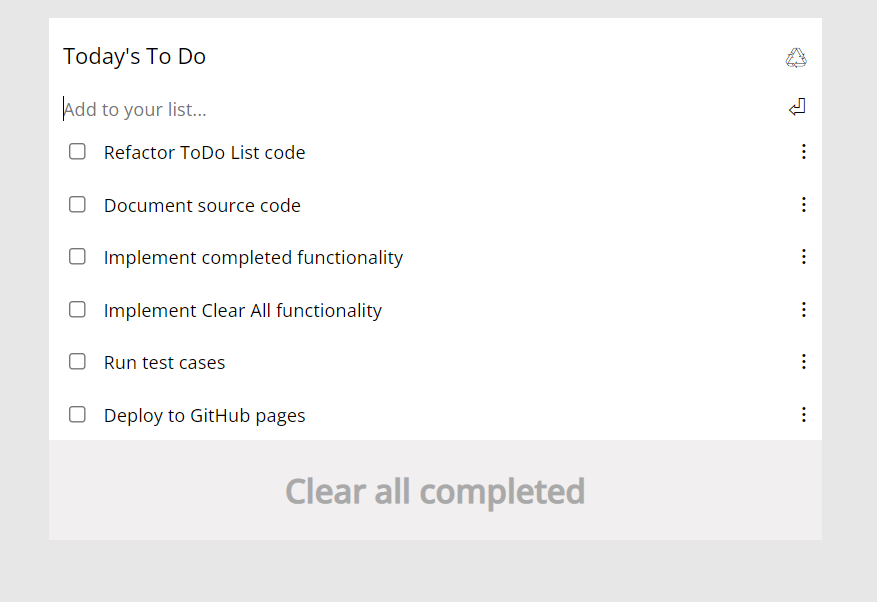 Today's To Do
Add to your list...
Refactor ToDo List code
Document source code
Implement completed functionality
Implement Clear All functionality
Run test cases
Deploy to GitHub pages
Clear all completed